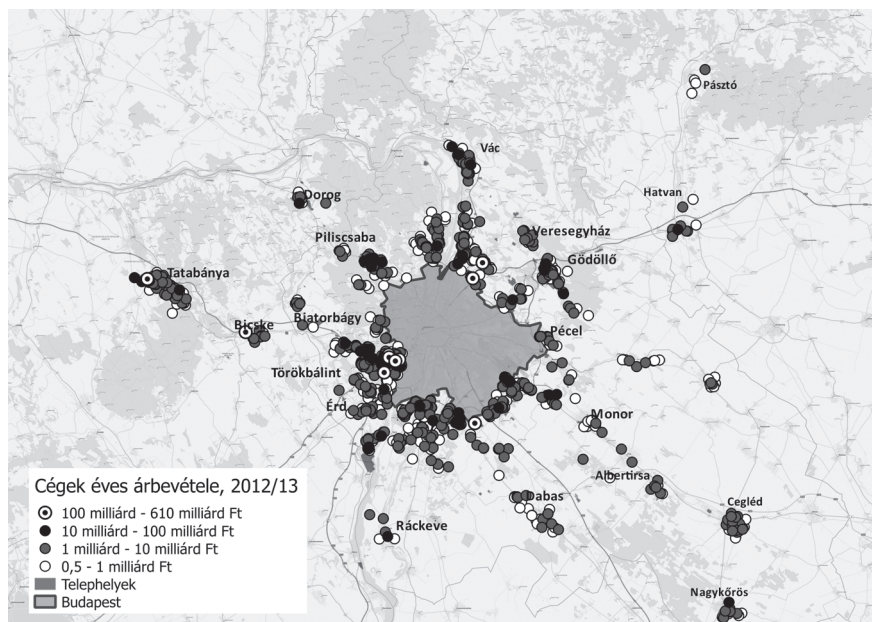 Pásztó
Vác
Hatvan
Dorog
Veresegyház
Piliscsaba
Gödöllő
Tatabánya
Bicske
Biatorbágy
Pécel
Törökbálint
Érd
Monor
Albertirsa
Dabas
Cegléd
Ráckeve
Nagykőrös
Cégek éves árbevétele, 2012/13
100 milliárd - 610 milliárd Ft
10 milliárd - 100 milliárd Ft
1 milliárd - 10 milliárd Ft
0,5 - 1 milliárd Ft
Telephelyek
Budapest